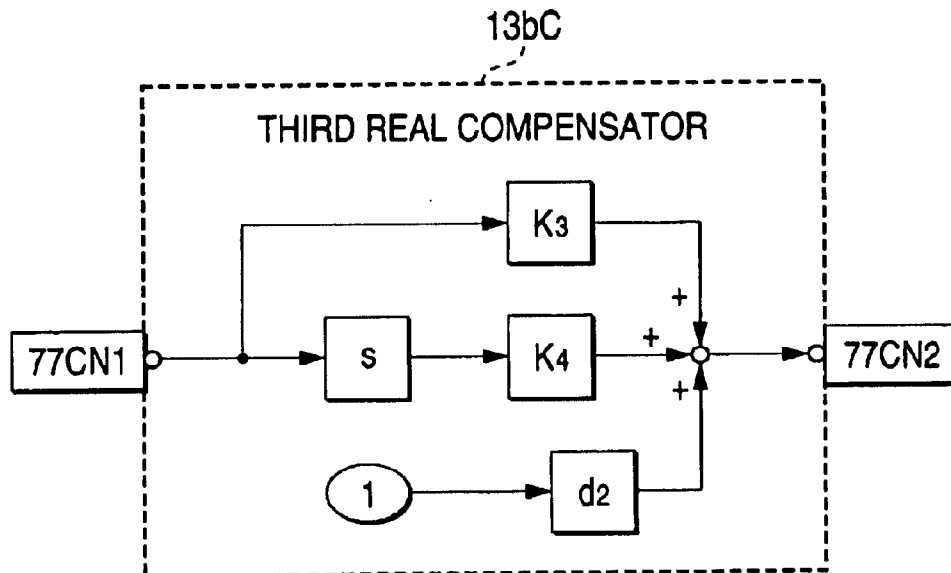 13bC
THIRD REAL COMPENSATOR
K3
+
77CN1
s
K4
+
77CN2
+
1
d2